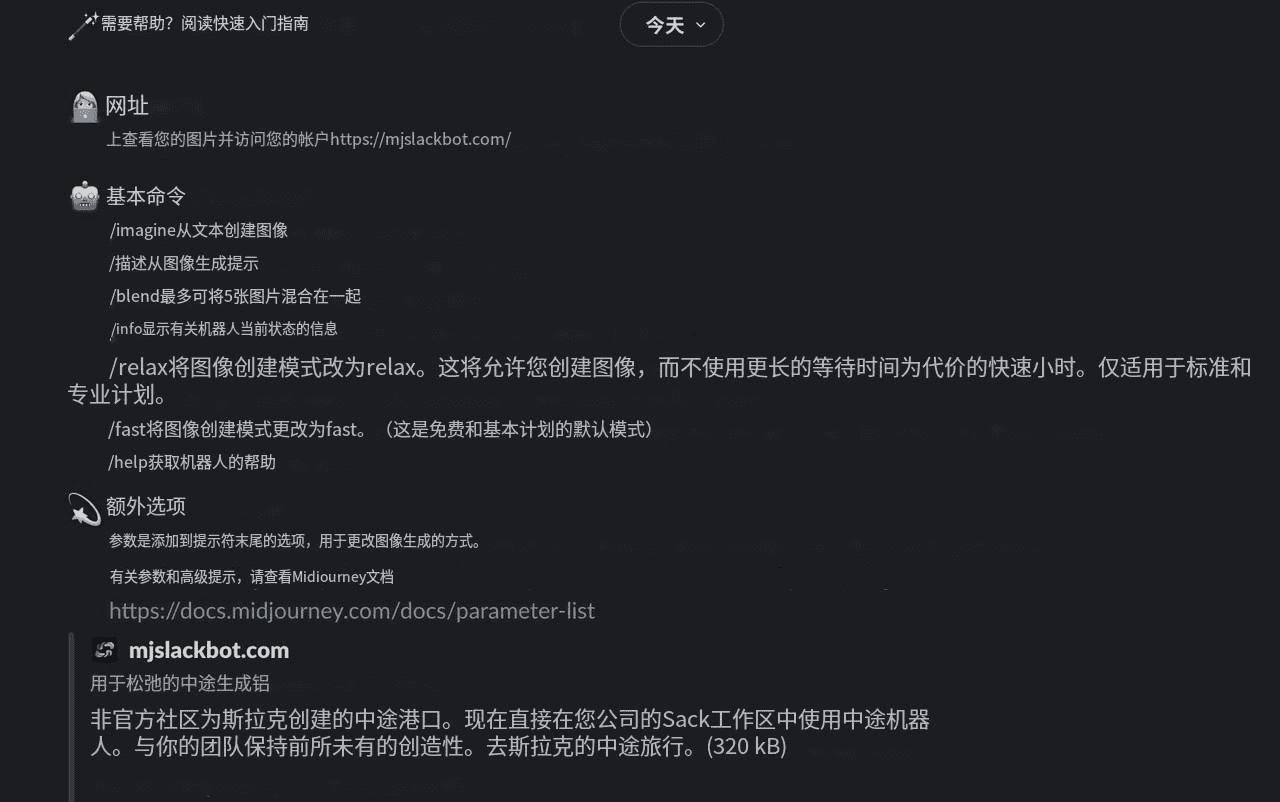 需要帮助？阅读快速入门指南
今天
网址
上查看您的图片并访问您的帐户https://mjslackbot.com/
基本命令
/imagine从文本创建图像
/描述从图像生成提示
/blend最多可将5张图片混合在一起
/info显示有关机器人当前状态的信息
/relax将图像创建模式改为relax。这将允许您创建图像，而不使用更长的等待时间为代价的快速小时。仅适用于标准和
专业计划。
/fast将图像创建模式更改为fast。（这是免费和基本计划的默认模式）
/help获取机器人的帮助
额外选项
参数是添加到提示符末尾的选项，用于更改图像生成的方式。
有关参数和高级提示，请查看Midiourney文档
https://docs.midjourney.com/docs/parameter-list
mjslackbot.com
用于松弛的中途生成铝
非官方社区为斯拉克创建的中途港口。现在直接在您公司的Sack工作区中使用中途机器
人。与你的团队保持前所未有的创造性。去斯拉克的中途旅行。(320 kB)